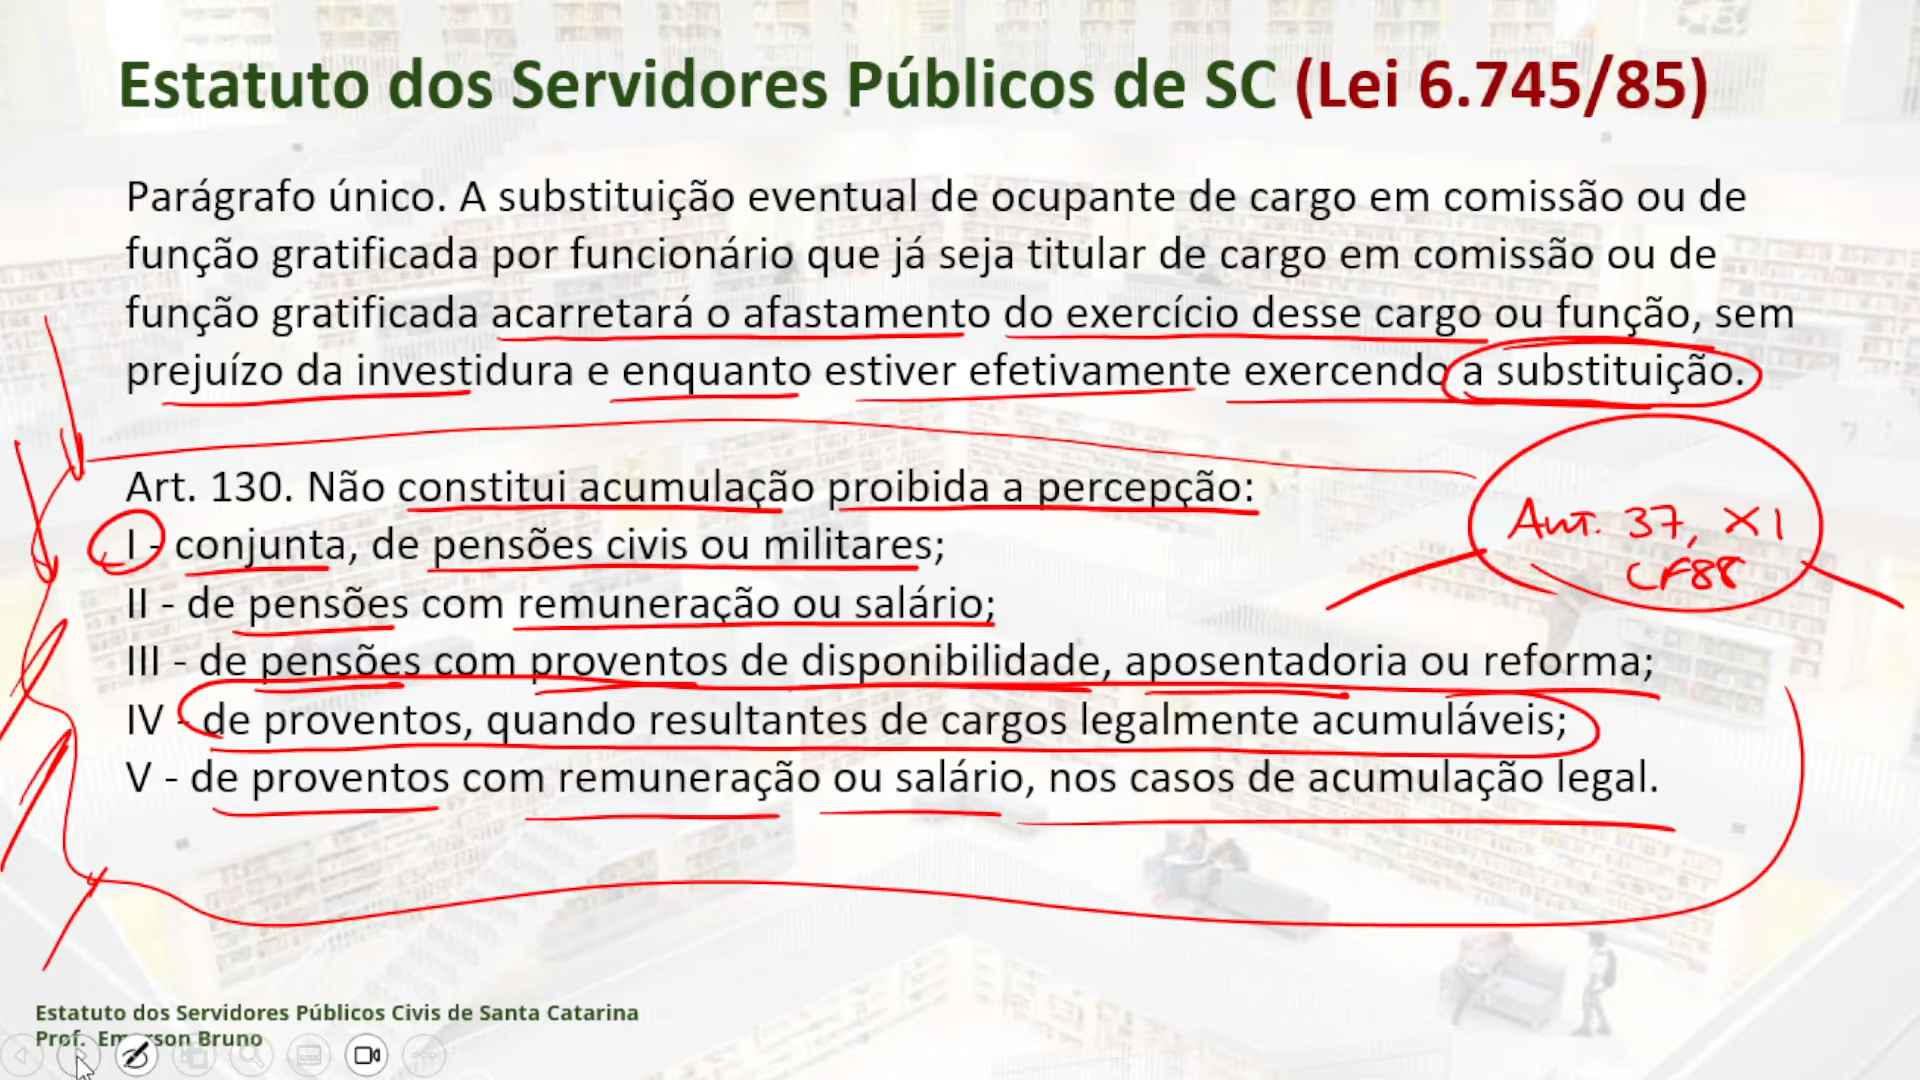 Estatuto dos Servidores Públicos de SC (Lei 6.745/85)
Parágrafo único. A substituição eventual de ocupante de cargo em comissão ou de
função gratificada por funcionário que já seja titular de cargo em comissão ou de
função gratificada acarretará o afastamento do exercício desse cargo ou função, sem
prejuízo da investidura e enquanto estiver efetivamente exercendo a substituição.
Art. 130. Não constitui acumulação proibida a percepção:
I - conjunta, de pensões civis ou militares;
II - de pensões com remuneração ou salário;
III - de pensões com proventos de disponibilidade, aposentadoria ou reforma;
IV - de proventos, quando resultantes de cargos legalmente acumuláveis;
V - de proventos com remuneração ou salário, nos casos de acumulação legal.
Art. 37, XI
CF88
Estatuto dos Servidores Públicos Civis de Santa Catarina
Prof. Emerson Bruno